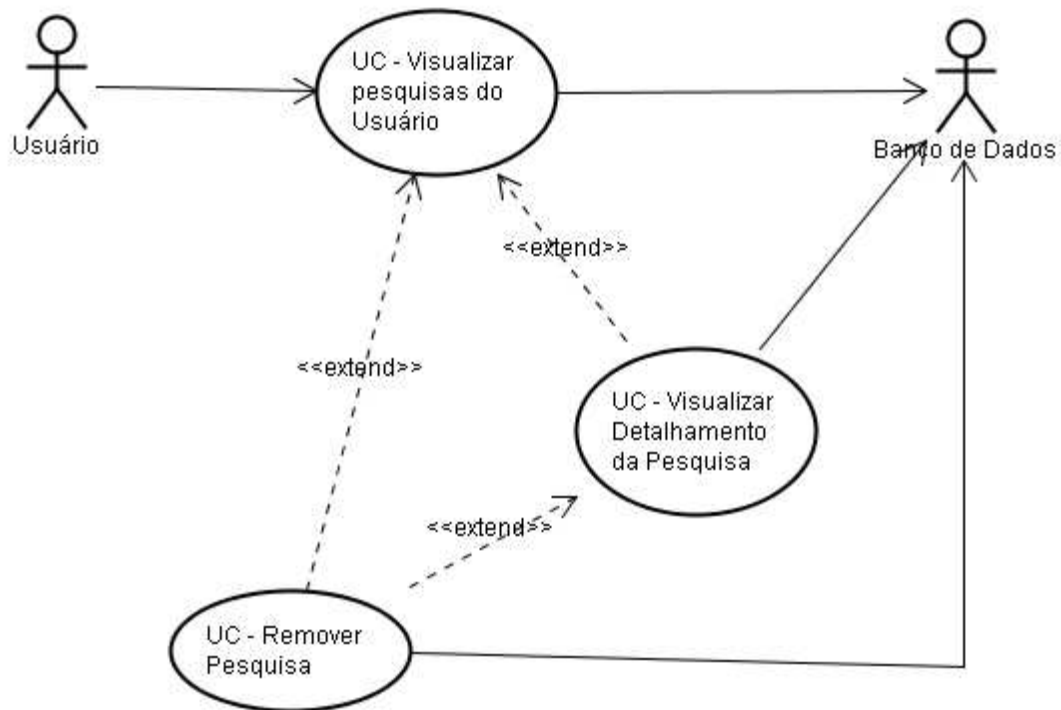 UC - Visualizar
pesquisas do
Usuário
Usuário
Banco de Dados
<<extend>>
<<extend>>
UC - Visualizar
Detalhamento
da Pesquisa
<<extend>>
UC - Remover
Pesquisa